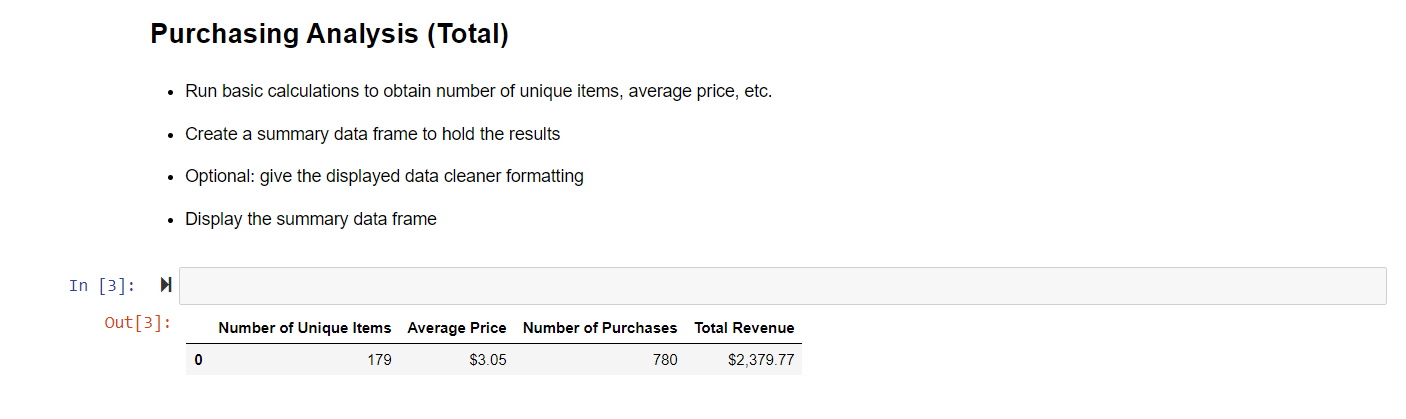 Purchasing Analysis (Total)
• Run basic calculations to obtain number of unique items, average price, etc.
• Create a summary data frame to hold the results
• Optional: give the displayed data cleaner formatting
• Display the summary data frame
In [3]:
Out[3]:
Number of Unique Items Average Price Number of Purchases Total Revenue
0 179 $3.05 780 $2,379.77